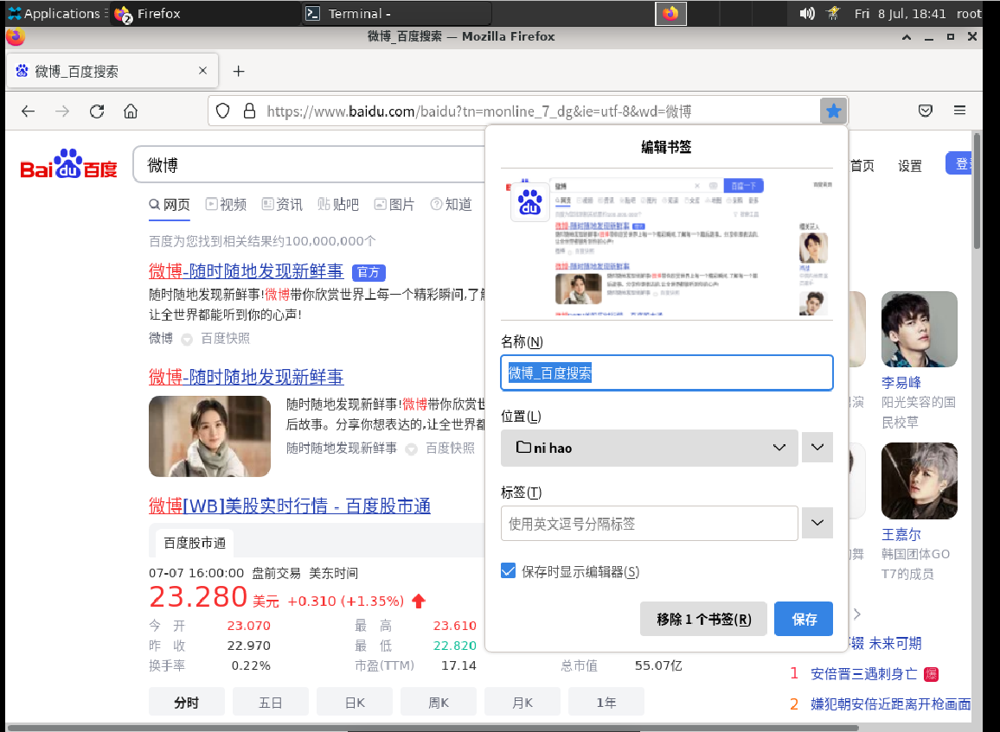 Applications
2
Firefox
Terminal -
Fri 8 Jul, 18:41 root
微博_百度搜索 — Mozilla Firefox
微博_百度搜索
https://www.baidu.com/baidu?tn=monline_7_dg&ie=utf-8&wd=微博
Bai du 百度
微博
首页 设置 登
网页 视频 资讯 贴吧 图片 知道
百度为您找到相关结果约100,000,000个
微博-随时随地发现新鲜事 官方
随时随地发现新鲜事!微博带你欣赏世界上每一个精彩瞬间,了解
让全世界都能听到你的心声!
微博 百度快照
微博-随时随地发现新鲜事
随时随地发现新鲜事!微博带你欣赏世
后故事。分享你想表达的,让全世界都
随时随地发现新鲜事 百度快照
微博[WB]美股实时行情 - 百度股市通
百度股市通
07-07 16:00:00 盘前交易 美东时间
23.280 美元 +0.310 (+1.35%)
今 开 23.070 最 高 23.610
昨 收 22.970 最 低 22.820
换手率 0.22% 市盈(TTM) 17.14 总市值 55.07亿
分时 五日 日K 周K 月K 1年
编辑书签
名称(N)
微博_百度搜索
位置(L)
ni hao
标签(T)
使用英文逗号分隔标签
保存时显示编辑器(S)
移除 1 个书签(R) 保存
李易峰
演 阳光笑容的国
民校草
王嘉尔
的舞 韩国团体GO
T7的成员
辍 未来可期
1 安倍晋三遇刺身亡 爆
2 嫌犯朝安倍近距离开枪画面